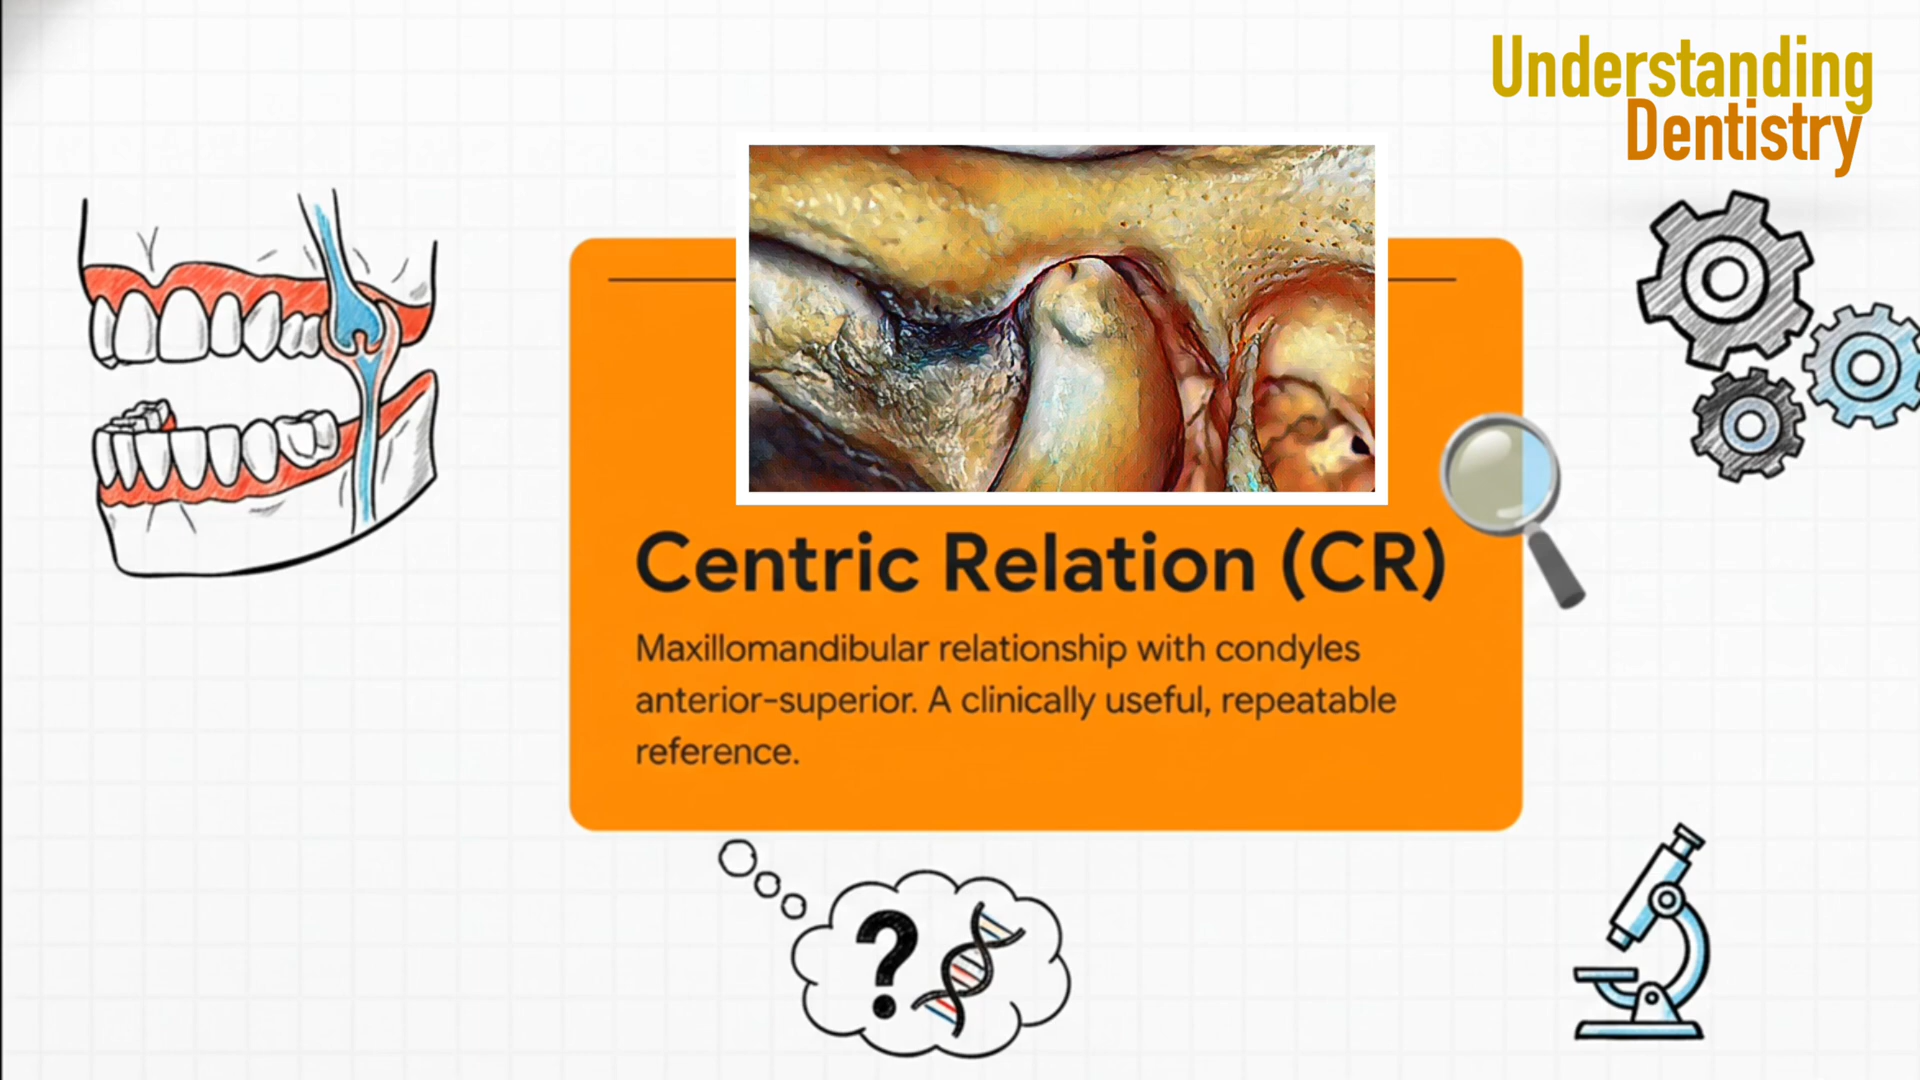 Understanding
Dentistry
Centric Relation (CR)
Maxillomandibular relationship with condyles
anterior-superior. A clinically useful, repeatable
reference.
?